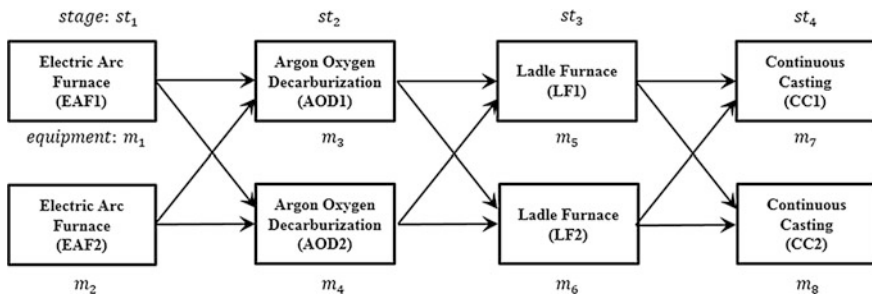 stage: st₁
st₂
st₃
st₄
Electric Arc
Furnace
(EAF1)
Argon Oxygen
Decarburization
(AOD1)
Ladle Furnace
(LF1)
Continuous
Casting
(CC1)
equipment: m₁
m₃
m₅
m₇
Electric Arc
Furnace
(EAF2)
Argon Oxygen
Decarburization
(AOD2)
Ladle Furnace
(LF2)
Continuous
Casting
(CC2)
m₂
m₄
m₆
m₈